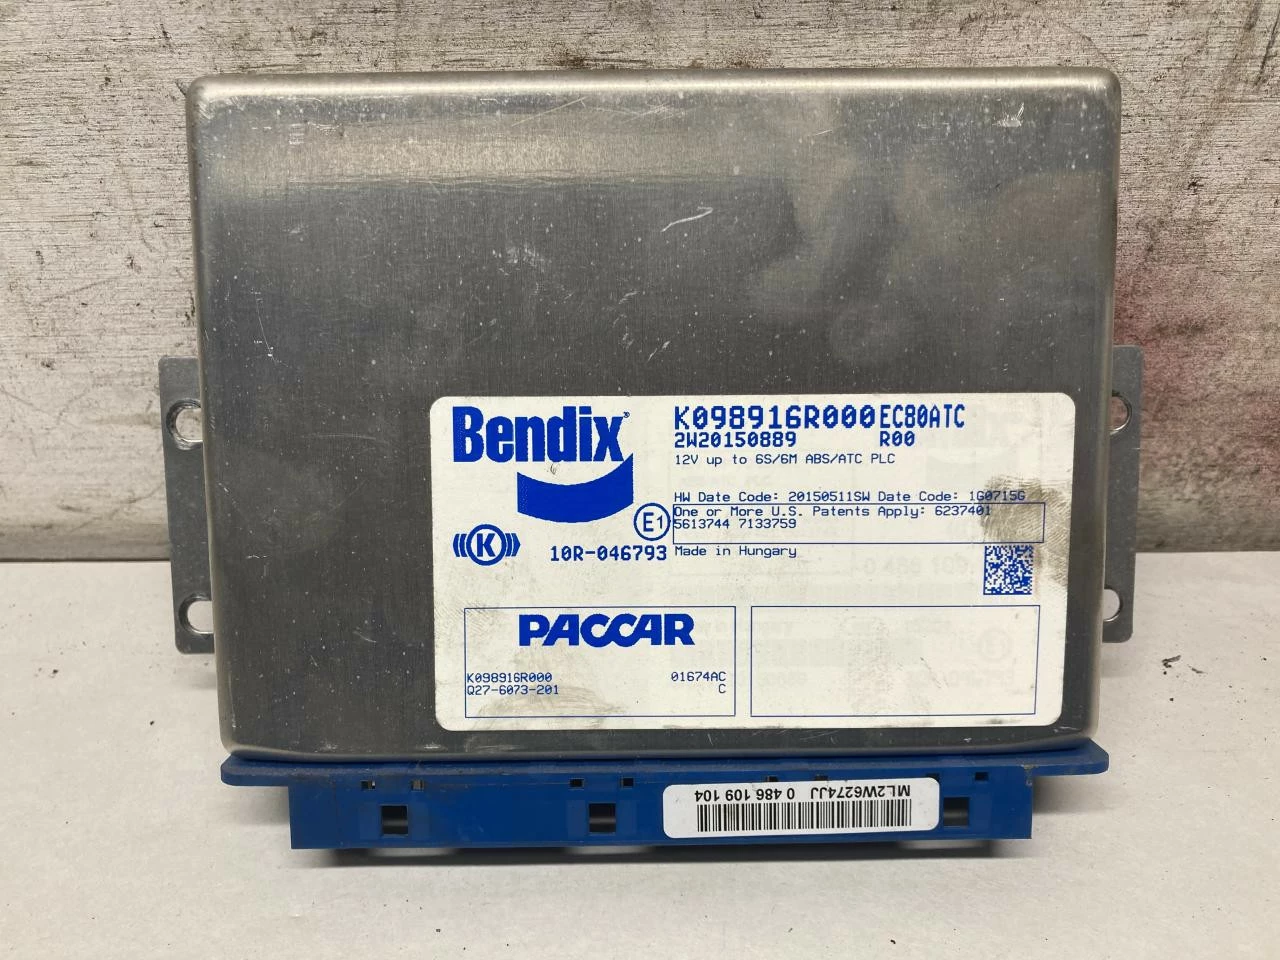 Bendix®
K098916R000 EC80ATC
2W20150889 R00
12V up to 6S/6M ABS/ATC PLC
HW Date Code: 20150511SW Date Code: 1G0715G
One or More U.S. Patents Apply: 6237401
5613744 7133759
E1
K
10R-046793
Made in Hungary
PACCAR
K098916R000 01674AC
Q27-6073-201 C
ML2W6274JJ 0 486 109 104